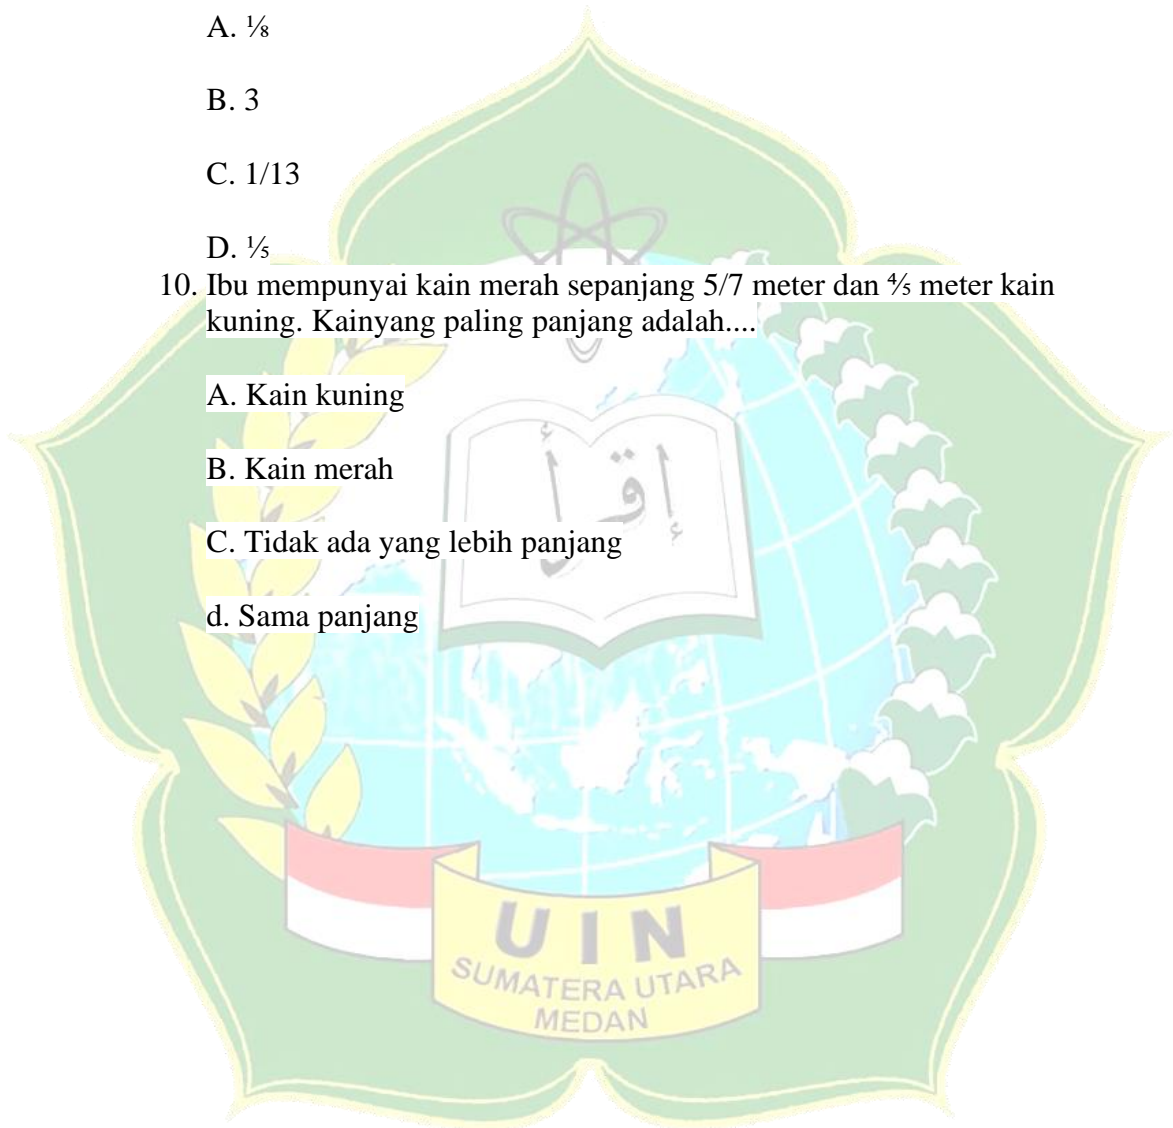 A. ⅛
B. 3
C. 1/13
D. ⅕
10. Ibu mempunyai kain merah sepanjang 5/7 meter dan ⅘ meter kain
kuning. Kainyang paling panjang adalah....
A. Kain kuning
B. Kain merah
إقرأ
C. Tidak ada yang lebih panjang
d. Sama panjang
UIN
SUMATERA UTARA
MEDAN